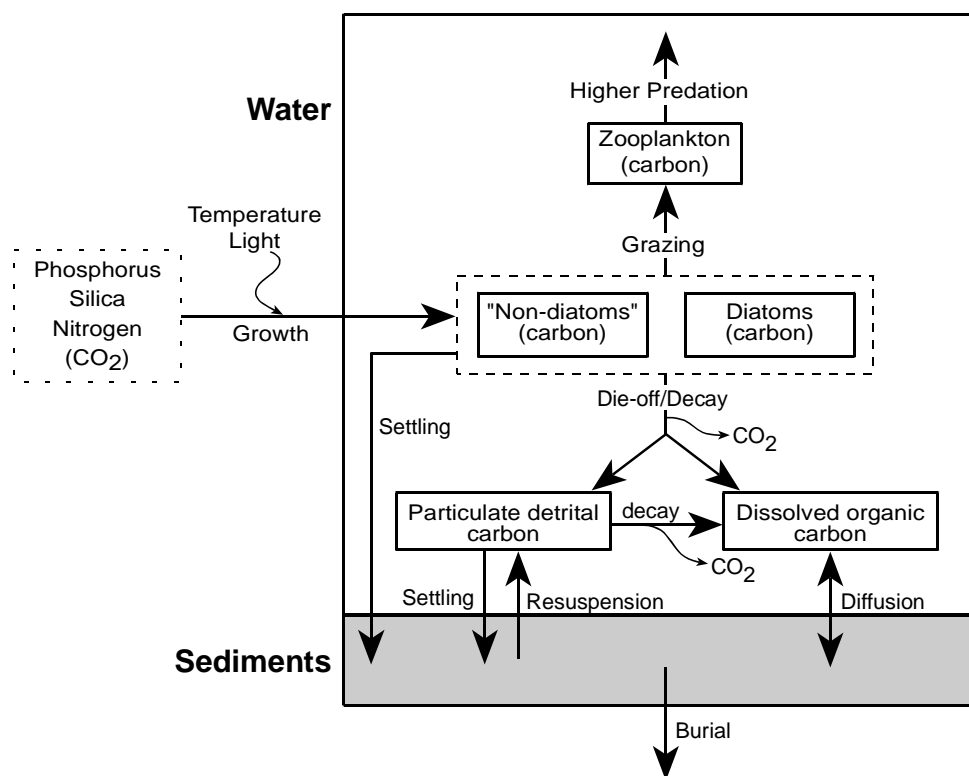 Water
Higher Predation
Zooplankton
(carbon)
Grazing
Temperature
Light
Phosphorus
Silica
Nitrogen
(CO2)
Growth
"Non-diatoms"
(carbon)
Diatoms
(carbon)
Die-off/Decay
CO2
Settling
Particulate detrital
carbon
decay
CO2
Dissolved organic
carbon
Settling
Resuspension
Diffusion
Sediments
Burial